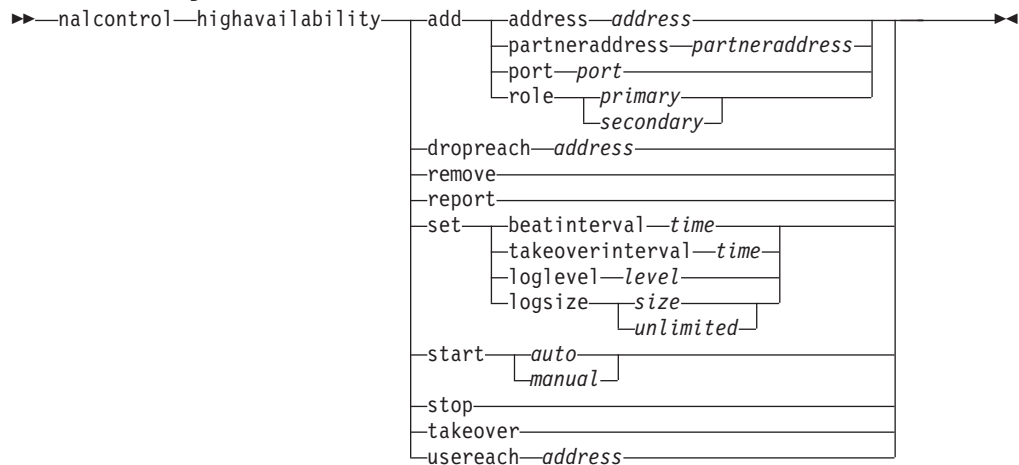 nalcontrol highavailability add address address
partneraddress partneraddress
port port
role primary
secondary
dropreach address
remove
report
set beatinterval time
takeoverinterval time
loglevel level
logsize size
unlimited
start auto
manual
stop
takeover
usereach address